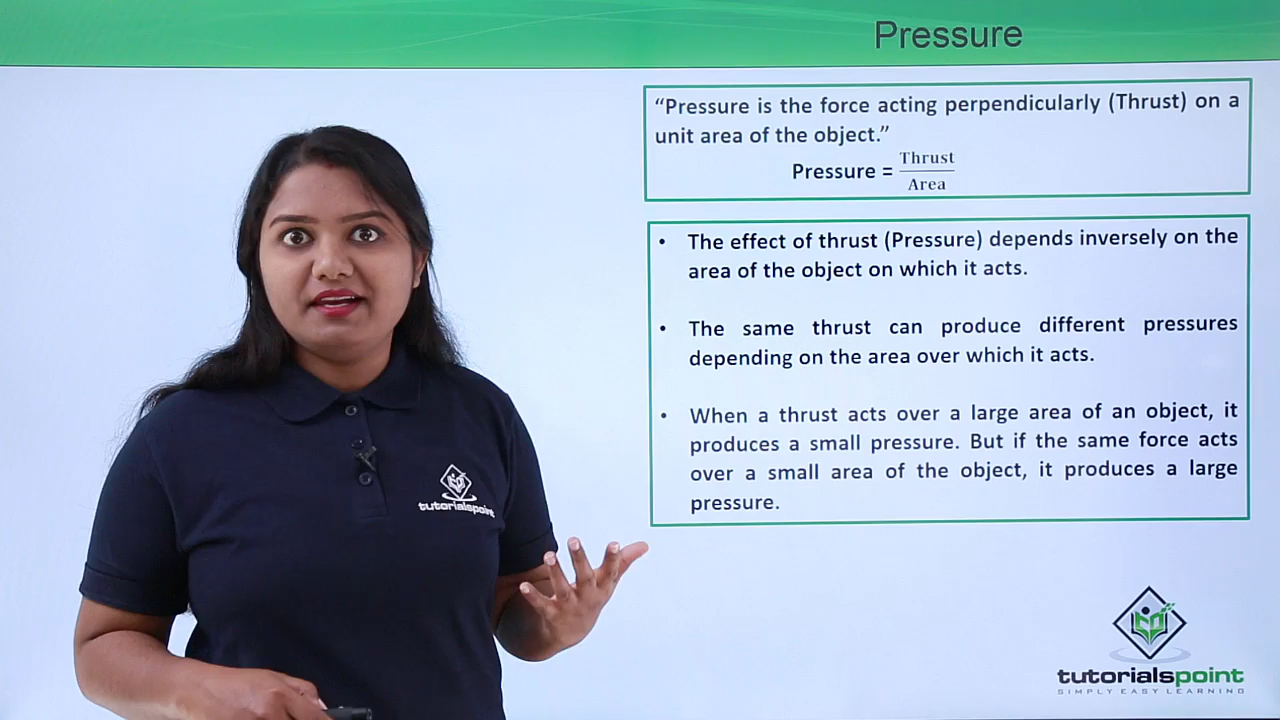 Pressure
“Pressure is the force acting perpendicularly (Thrust) on a
unit area of the object.”
Pressure = Thrust
Area
• The effect of thrust (Pressure) depends inversely on the
area of the object on which it acts.
• The same thrust can produce different pressures
depending on the area over which it acts.
• When a thrust acts over a large area of an object, it
produces a small pressure. But if the same force acts
over a small area of the object, it produces a large
pressure.
tutorialspoint
tutorialspoint
SIMPLY EASY LEARNING